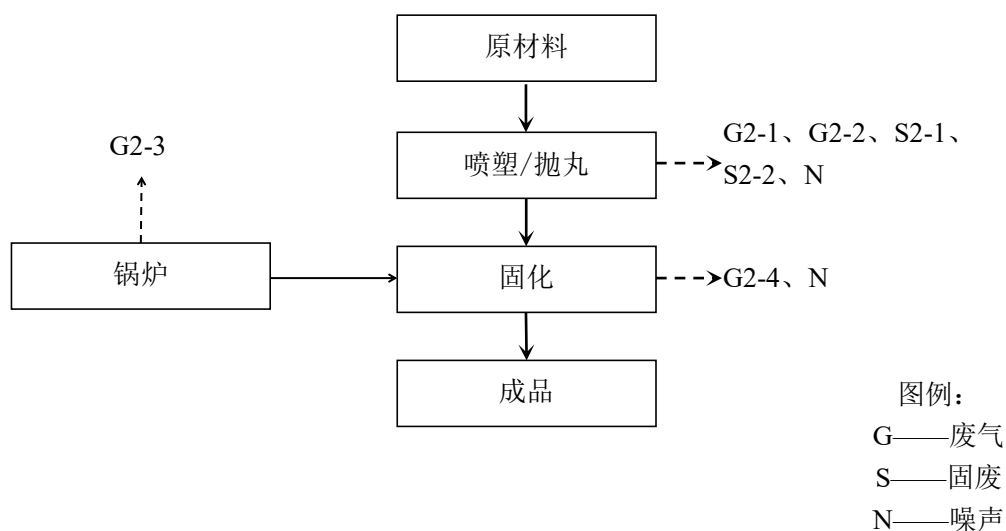 原材料
G2-1、G2-2、S2-1、
S2-2、N
G2-3
喷塑/抛丸
锅炉
固化
G2-4、N
成品
图例：
G——废气
S——固废
N——噪声